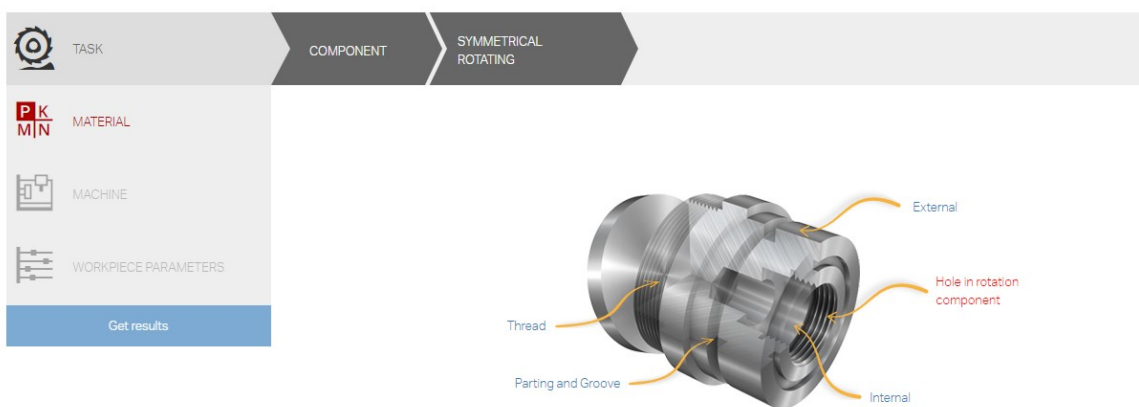 TASK
COMPONENT
SYMMETRICAL
ROTATING
P K
M N
MATERIAL
MACHINE
WORKPIECE PARAMETERS
Get results
External
Hole in rotation
component
Thread
Parting and Groove
Internal